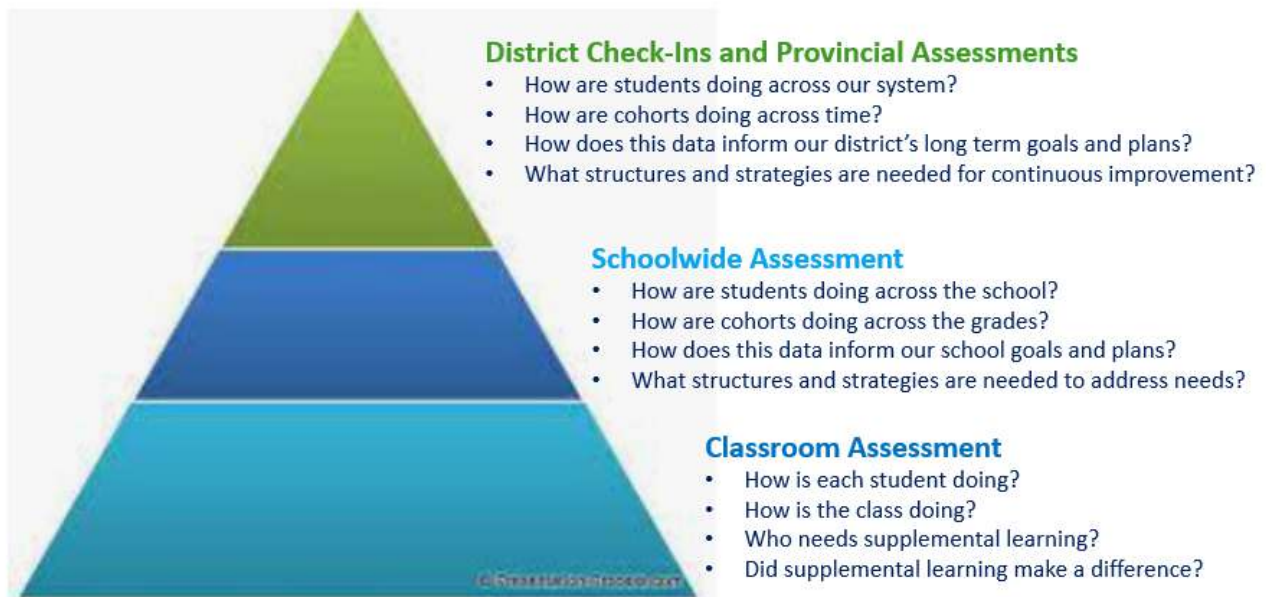 District Check-Ins and Provincial Assessments
• How are students doing across our system?
• How are cohorts doing across time?
• How does this data inform our district's long term goals and plans?
• What structures and strategies are needed for continuous improvement?
Schoolwide Assessment
• How are students doing across the school?
• How are cohorts doing across the grades?
• How does this data inform our school goals and plans?
• What structures and strategies are needed to address needs?
Classroom Assessment
• How is each student doing?
• How is the class doing?
• Who needs supplemental learning?
• Did supplemental learning make a difference?